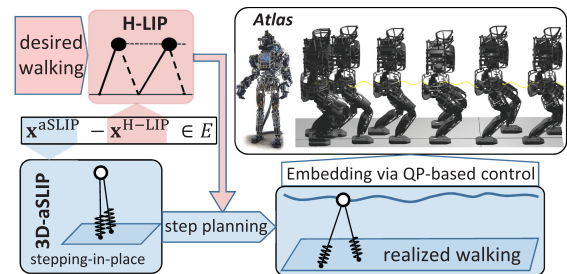 desired
walking
H-LIP
Atlas
𝐱^aSLIP − 𝐱^H−LIP ∈ E
3D-aSLIP
stepping-in-place
step planning
Embedding via QP-based control
realized walking